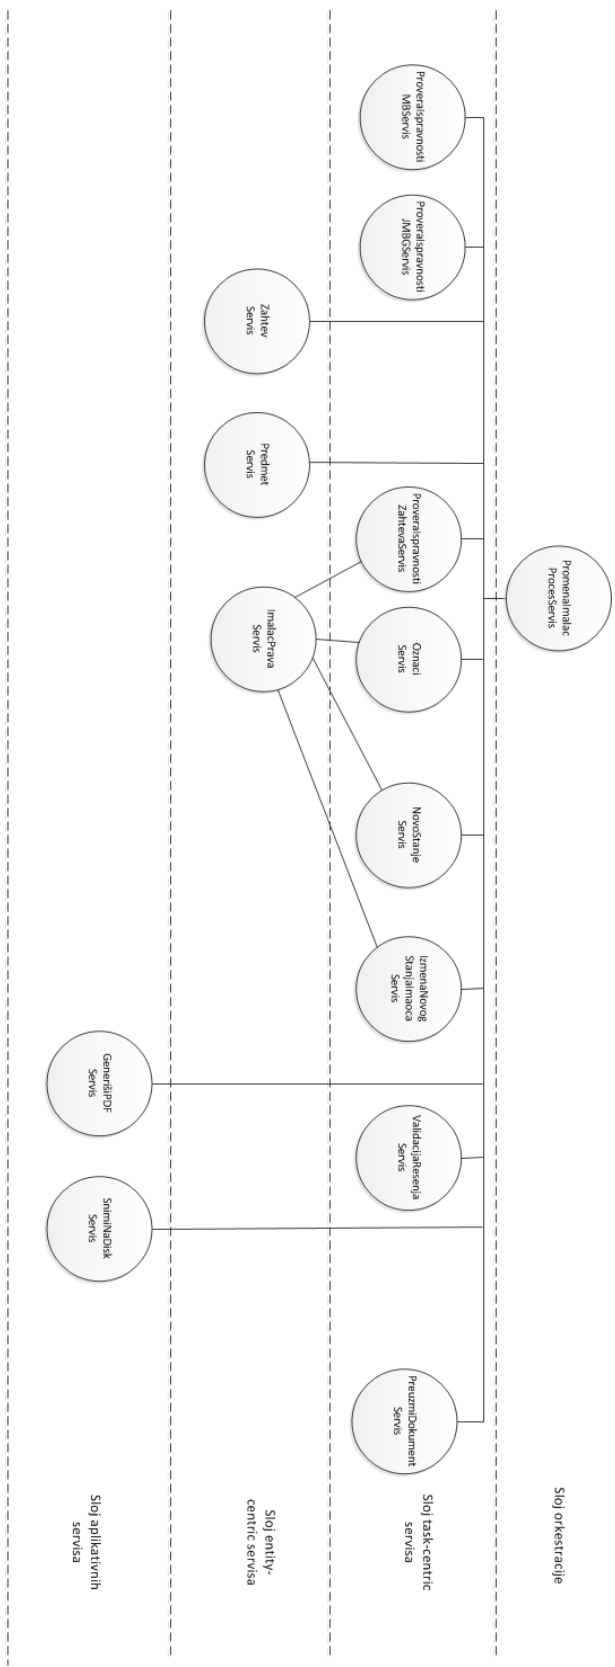 PromenaImalac
ProcesServis
Sloj orkestracije
ProveraIspravnosti
MBServis
ProveraIspravnosti
JMBGServis
ProveraIspravnosti
ZahtevaServis
Oznaci
Servis
NovoStanje
Servis
IzmenaNovog
StanjaImaoca
Servis
ValidacijaResenja
Servis
PreuzmiDokument
Servis
Sloj task-centric
servisa
Zahtev
Servis
Predmet
Servis
ImalacPrava
Servis
Sloj entity-
centric servisa
GenerišiPDF
Servis
SnimiNaDisk
Servis
Sloj aplikativnih
servisa